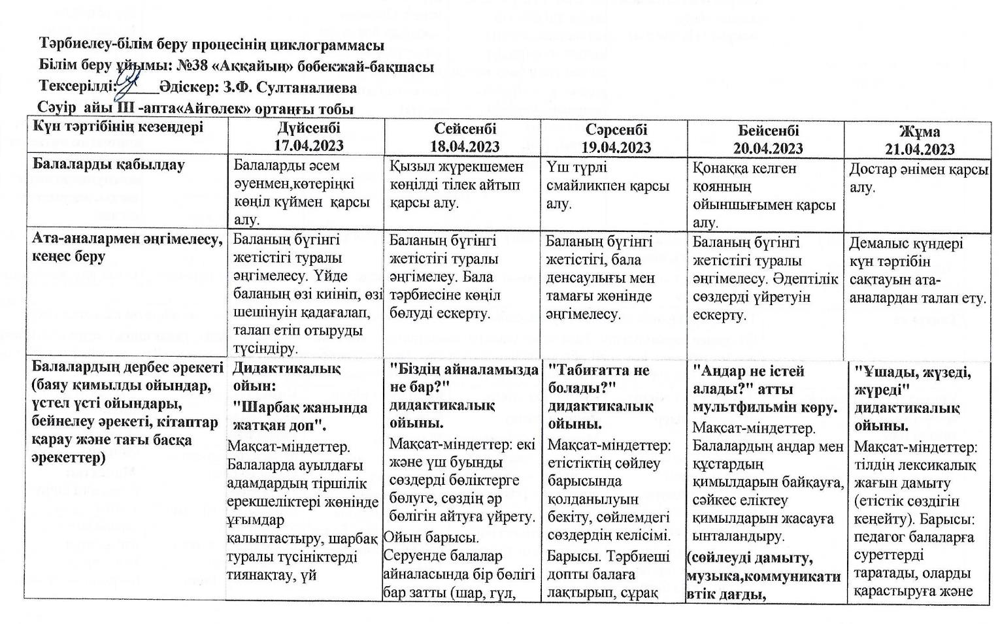 Тәрбиелеу-білім беру процесінің циклограммасы
Білім беру ұйымы: №38 «Аққайың» бөбекжай-бақшасы
Тексерілді:_____Әдіскер: З.Ф. Султаналиева
Сәуір айы III -апта«Айгөлек» ортаңғы тобы
Күн тәртібінің кезеңдері
Дүйсенбі
17.04.2023
Сейсенбі
18.04.2023
Сәрсенбі
19.04.2023
Бейсенбі
20.04.2023
Жұма
21.04.2023
Балаларды қабылдау
Балаларды әсем
әуенмен,көтеріңкі
көңіл күймен қарсы
алу.
Қызыл жүрекшемен
көңілді тілек айтып
қарсы алу.
Үш түрлі
смайликпен қарсы
алу.
Қонаққа келген
қоянның
ойыншығымен қарсы
алу.
Достар әнімен қарсы
алу.
Ата-аналармен әңгімелесу,
кеңес беру
Баланың бүгінгі
жетістігі туралы
әңгімелесу. Үйде
баланың өзі киініп, өзі
шешінуін қадағалап,
талап етіп отыруды
түсіндіру.
Баланың бүгінгі
жетістігі туралы
әңгімелеу. Бала
тәрбиесіне көңіл
бөлуді ескерту.
Баланың бүгінгі
жетістігі, бала
денсаулығы мен
тамағы жөнінде
әңгімелесу.
Баланың бүгінгі
жетістігі туралы
әңгімелесу. Әдептілік
сөздерді үйретуін
ескерту.
Демалыс күндері
күн тәртібін
сақтауын ата-
аналардан талап ету.
Балалардың дербес әрекеті
(баяу қимылды ойындар,
үстел үсті ойындары,
бейнелеу әрекеті, кітаптар
қарау және тағы басқа
әрекеттер)
Дидактикалық
ойын:
"Шарбақ жанында
жатқан доп".
Мақсат-міндеттер.
Балаларда ауылдағы
адамдардың тіршілік
ерекшеліктері жөнінде
ұғымдар
қалыптастыру, шарбақ
туралы түсініктерді
тиянақтау, үй
"Біздің айналамызда
не бар?"
дидактикалық
ойыны.
Мақсат-міндеттер: екі
және үш буынды
сөздерді бөліктерге
бөлуге, сөздің әр
бөлігін айтуға үйрету.
Ойын барысы.
Серуенде балалар
айналасында бір бөлігі
бар затты (шар, гүл,
"Табиғатта не
болады?"
дидактикалық
ойыны.
Мақсат-міндеттер:
етістіктің сөйлеу
барысында
қолданылуын
бекіту, сөйлемдегі
сөздердің келісімі.
Барысы. Тәрбиеші
допты балаға
лақтырып, сұрақ
"Аңдар не істей
алады?" атты
мультфильмін көру.
Мақсат-міндеттер.
Балалардың аңдар мен
құстардың
қимылдарын байқауға,
сәйкес еліктеу
қимылдарын жасауға
ынталандыру.
(сөйлеуді дамыту,
музыка,коммуникати
втік дағды,
"Ұшады, жүзеді,
жүреді"
дидактикалық
ойыны.
Мақсат-міндеттер:
тілдің лексикалық
жағын дамыту
(етістік сөздігін
кеңейту). Барысы:
педагог балаларға
суреттерді
таратады, оларды
қарастыруға және